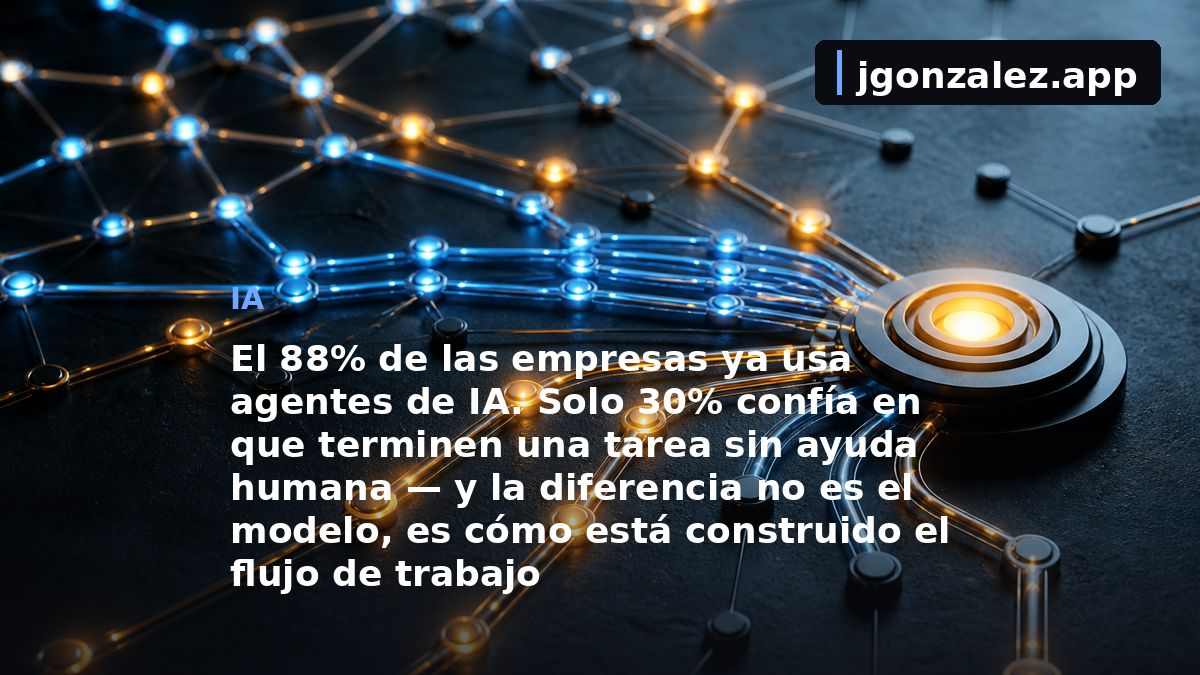 jgonzalez.app
IA
El 88% de las empresas ya usa
agentes de IA. Solo 30% confía en
que terminen una tarea sin ayuda
humana — y la diferencia no es el
modelo, es cómo está construido el
flujo de trabajo